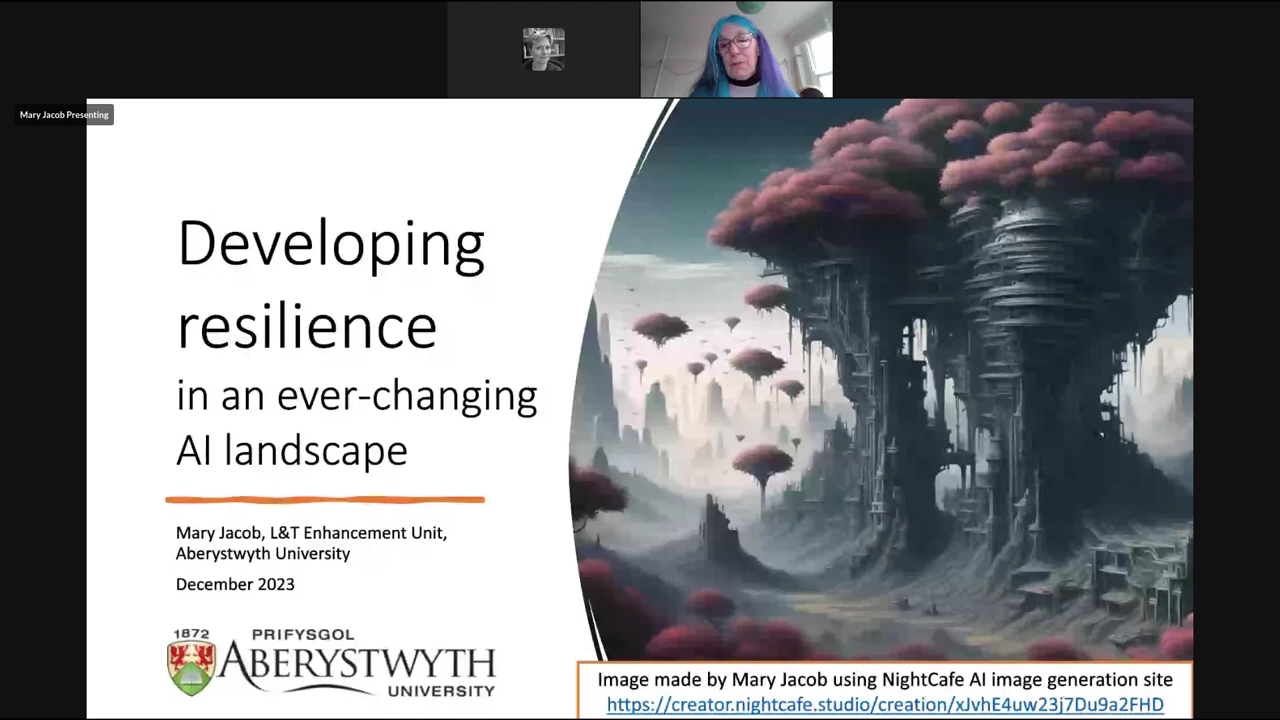 Mary Jacob Presenting
Developing
resilience
in an ever-changing
AI landscape
Mary Jacob, L&T Enhancement Unit,
Aberystwyth University
December 2023
1872 PRIFYSGOL
ABERYSTWYTH
UNIVERSITY
Image made by Mary Jacob using NightCafe AI image generation site
https://creator.nightcafe.studio/creation/xJvhE4uw23j7Du9a2FHD